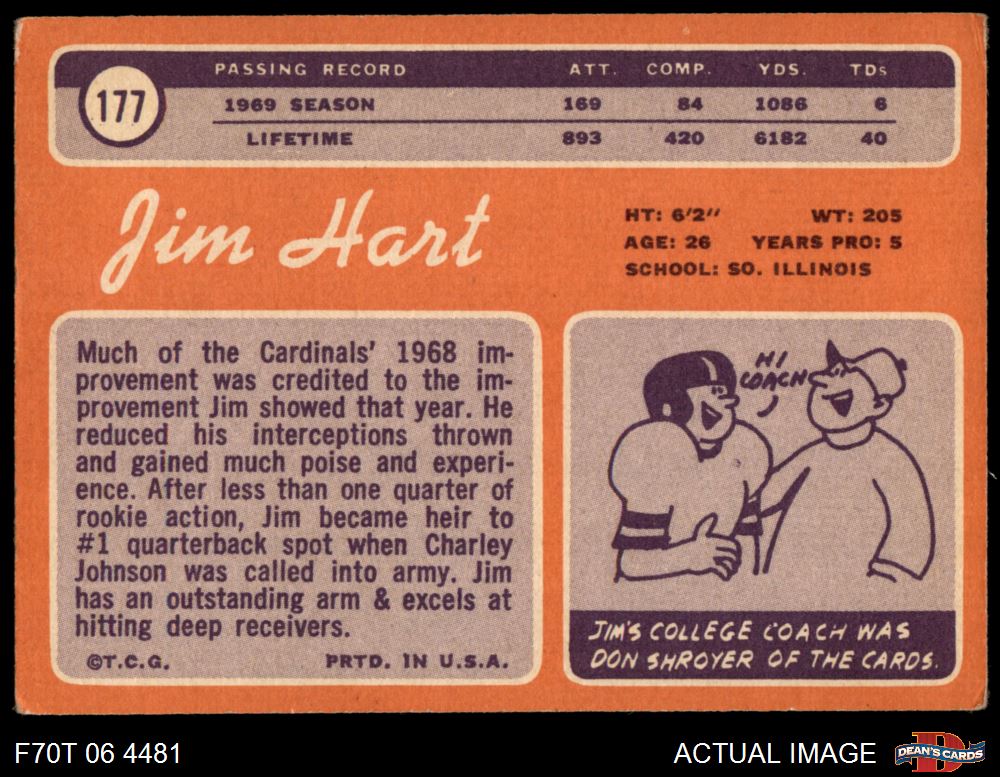 177
PASSING RECORD ATT. COMP. YDS. TDs
1969 SEASON 169 84 1086 6
LIFETIME 893 420 6182 40
Jim Hart
HT: 6'2" WT: 205
AGE: 26 YEARS PRO: 5
SCHOOL: SO. ILLINOIS
Much of the Cardinals' 1968 im-
provement was credited to the im-
provement Jim showed that year. He
reduced his interceptions thrown
and gained much poise and experi-
ence. After less than one quarter of
rookie action, Jim became heir to
#1 quarterback spot when Charley
Johnson was called into army. Jim
has an outstanding arm & excels at
hitting deep receivers.
©T.C.G. PRTD. IN U.S.A.
HI
COACH
JIM'S COLLEGE COACH WAS
DON SHROYER OF THE CARDS.
F70T 06 4481
ACTUAL IMAGE
D
DEAN'S CARDS